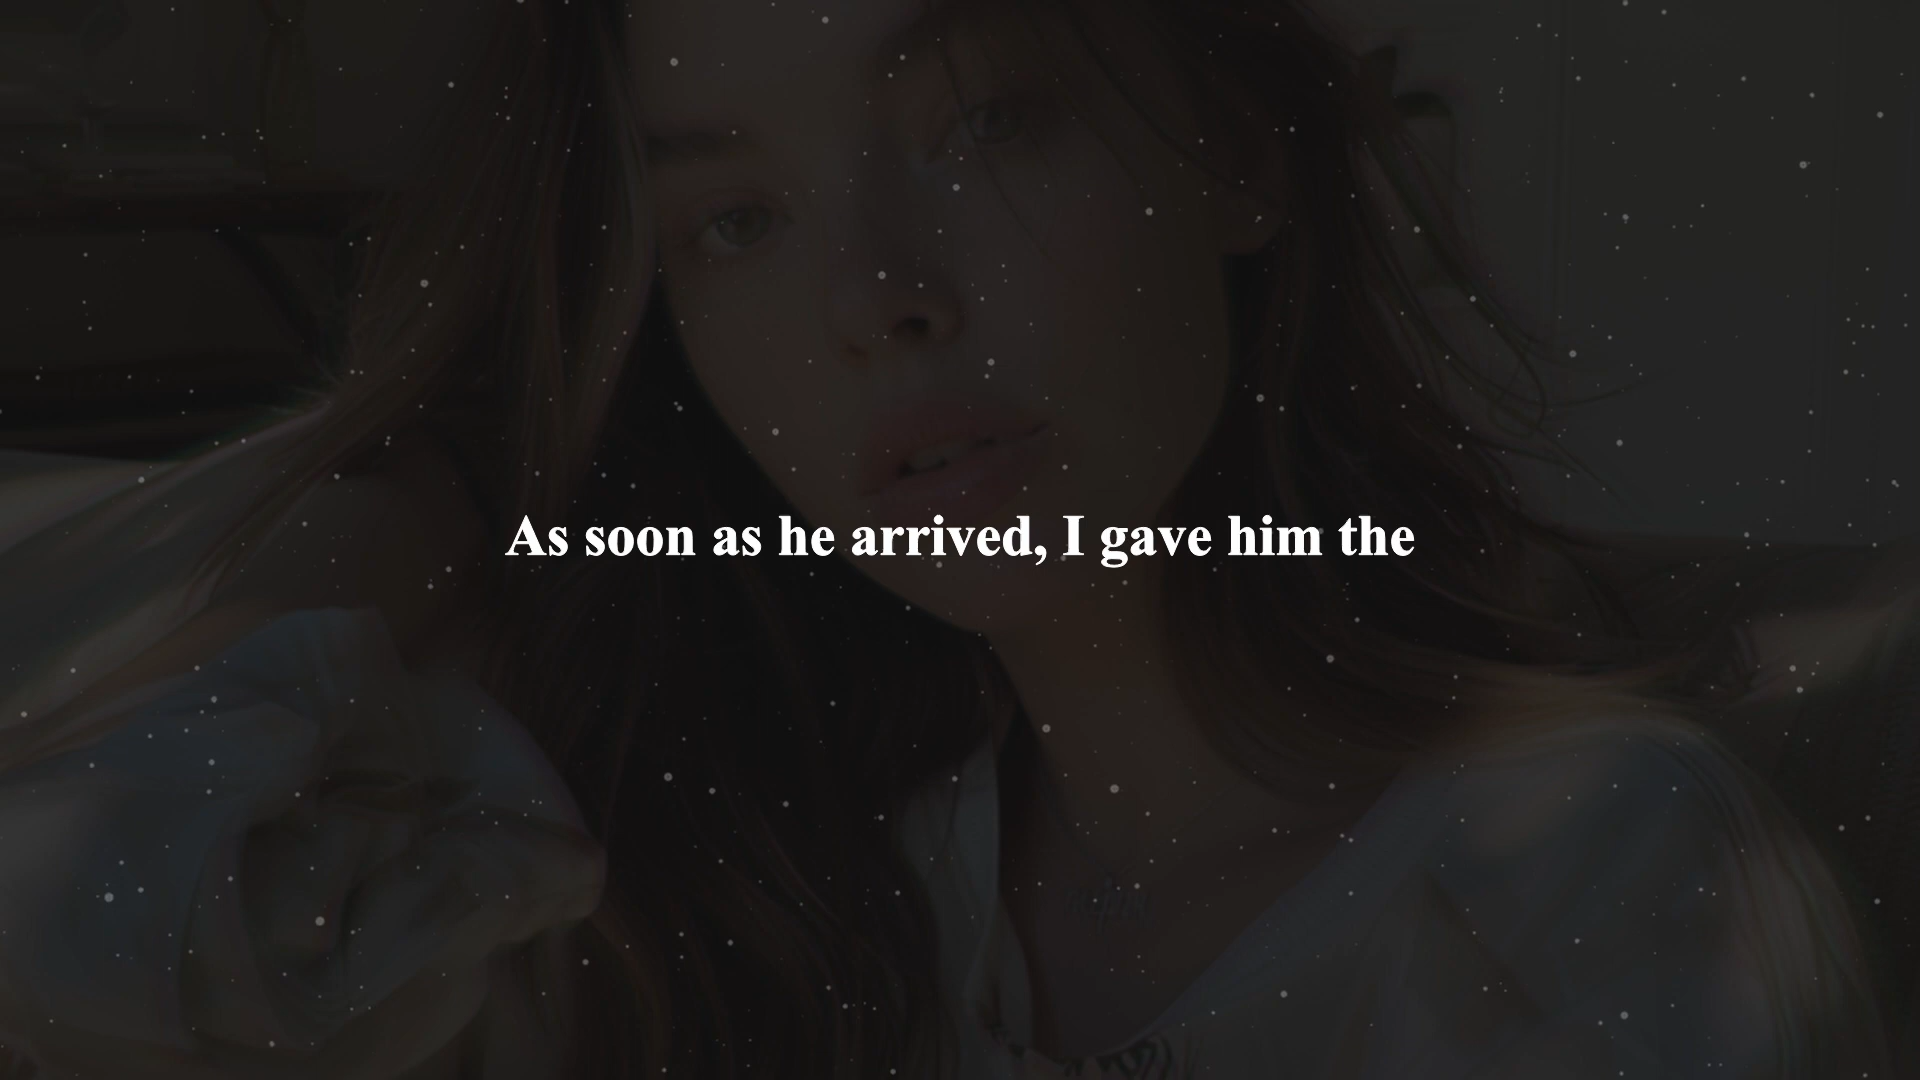 As soon as he arrived, I gave him the